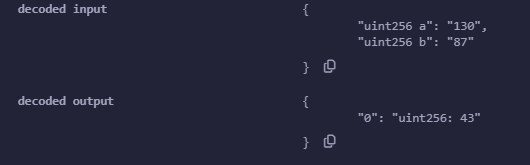 decoded input {
"uint256 a": "130",
"uint256 b": "87"
}
decoded output {
"0": "uint256: 43"
}